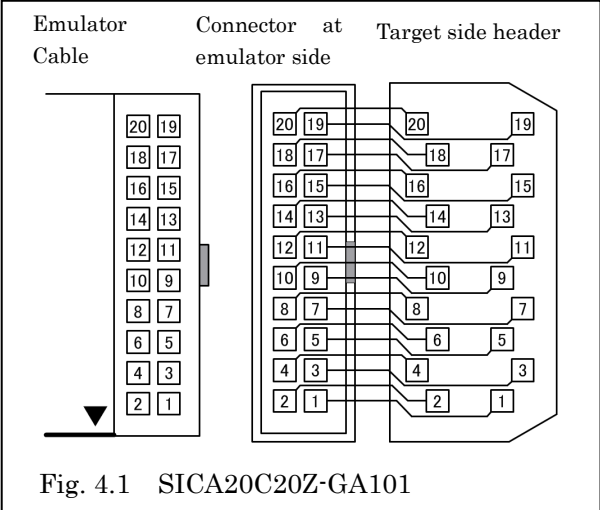 Emulator Cable
Connector at emulator side
Target side header
20 19 20 19
20 19
18 17 18 17
18 17
16 15 16 15
16 15
14 13 14 13
14 13
12 11 12 11
12 11
10 9 10 9
10 9
8 7 8 7
8 7
6 5 6 5
6 5
4 3 4 3
4 3
2 1 2 1
2 1
Fig. 4.1 SICA20C20Z-GA101